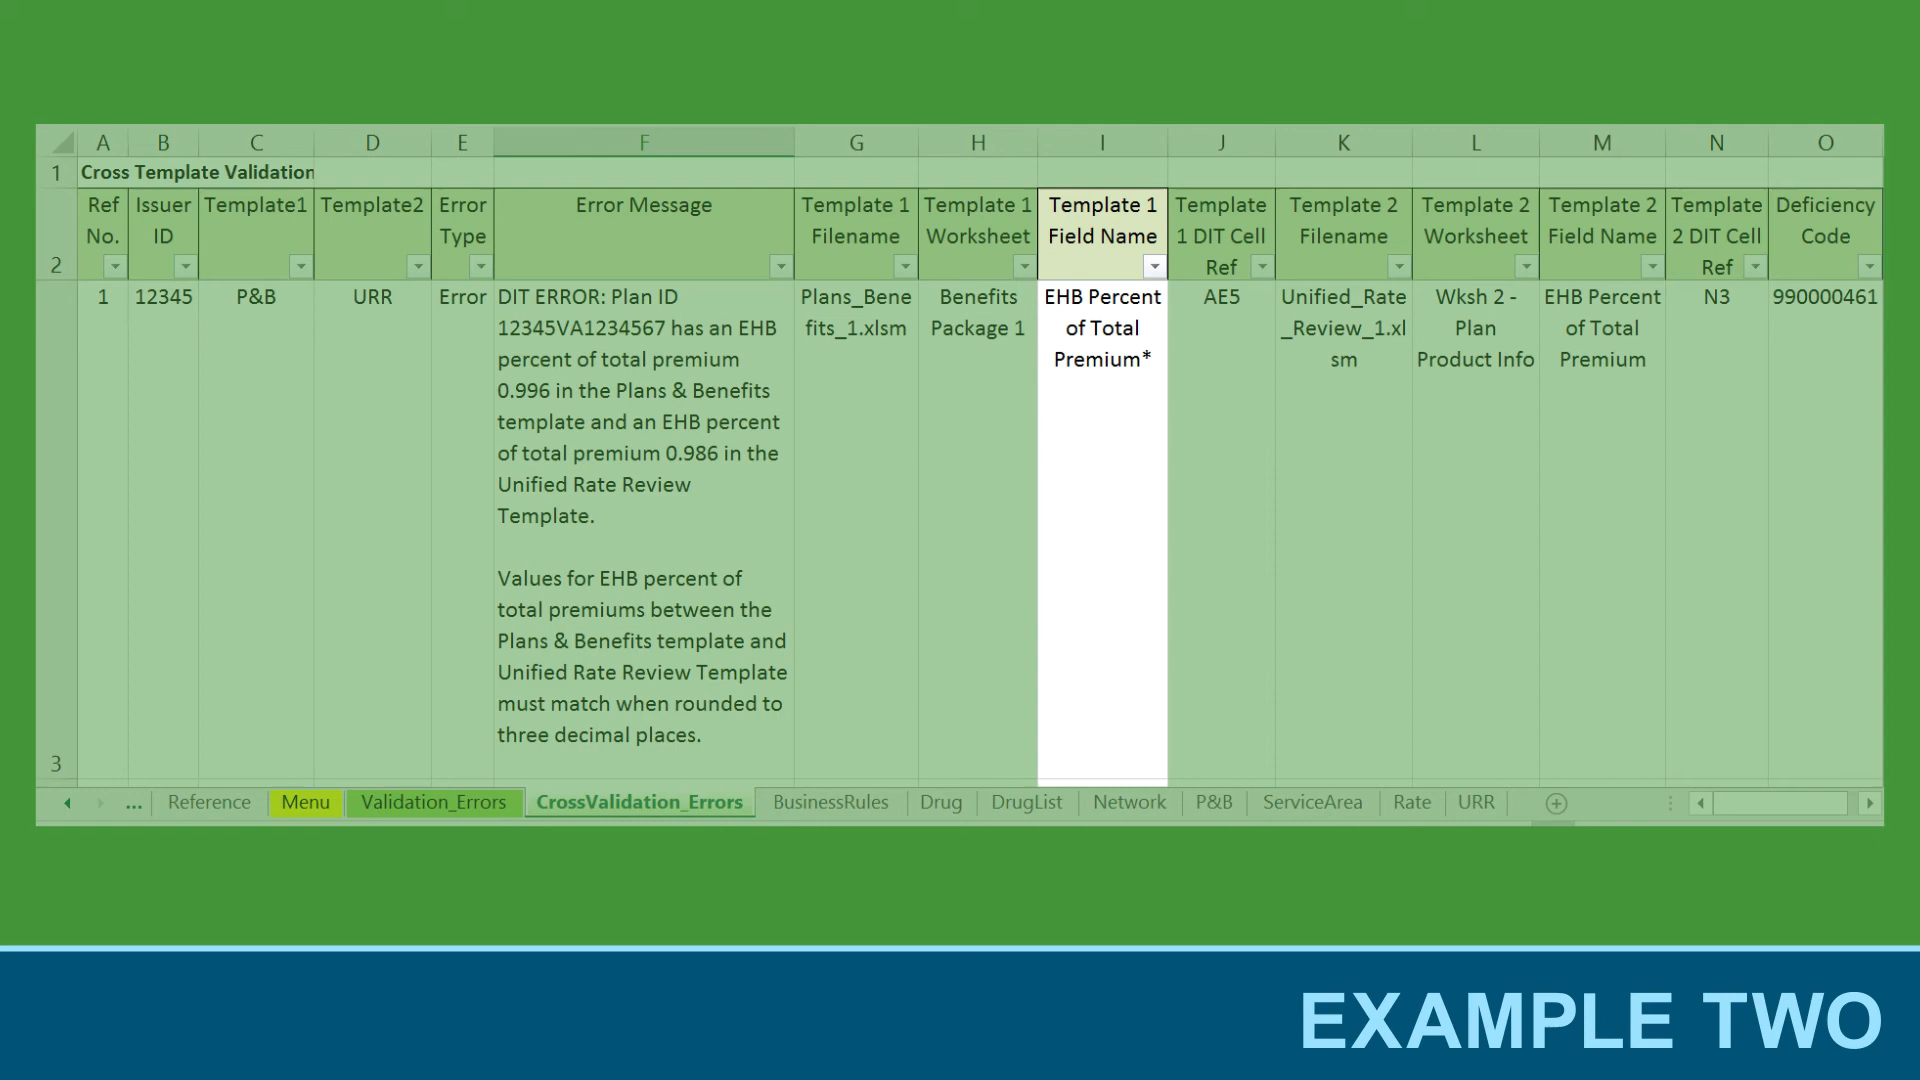 A B C D E F G H I J K L M N O
1 Cross Template Validation
Ref Issuer Template1 Template2 Error Error Message Template 1 Template 1 Template 1 Template Template 2 Template 2 Template 2 Template Deficiency
No. ID Type Filename Worksheet Field Name 1 DIT Cell Filename Worksheet Field Name 2 DIT Cell Code
2 Ref Ref
1 12345 P&B URR Error DIT ERROR: Plan ID Plans_Bene Benefits EHB Percent AE5 Unified_Rate Wksh 2 - EHB Percent N3 990000461
12345VA1234567 has an EHB fits_1.xlsm Package 1 of Total _Review_1.xl Plan of Total
percent of total premium Premium* sm Product Info Premium
0.996 in the Plans & Benefits
template and an EHB percent
of total premium 0.986 in the
Unified Rate Review
Template.
Values for EHB percent of
total premiums between the
Plans & Benefits template and
Unified Rate Review Template
must match when rounded to
three decimal places.
3
... Reference Menu Validation_Errors CrossValidation_Errors BusinessRules Drug DrugList Network P&B ServiceArea Rate URR
EXAMPLE TWO